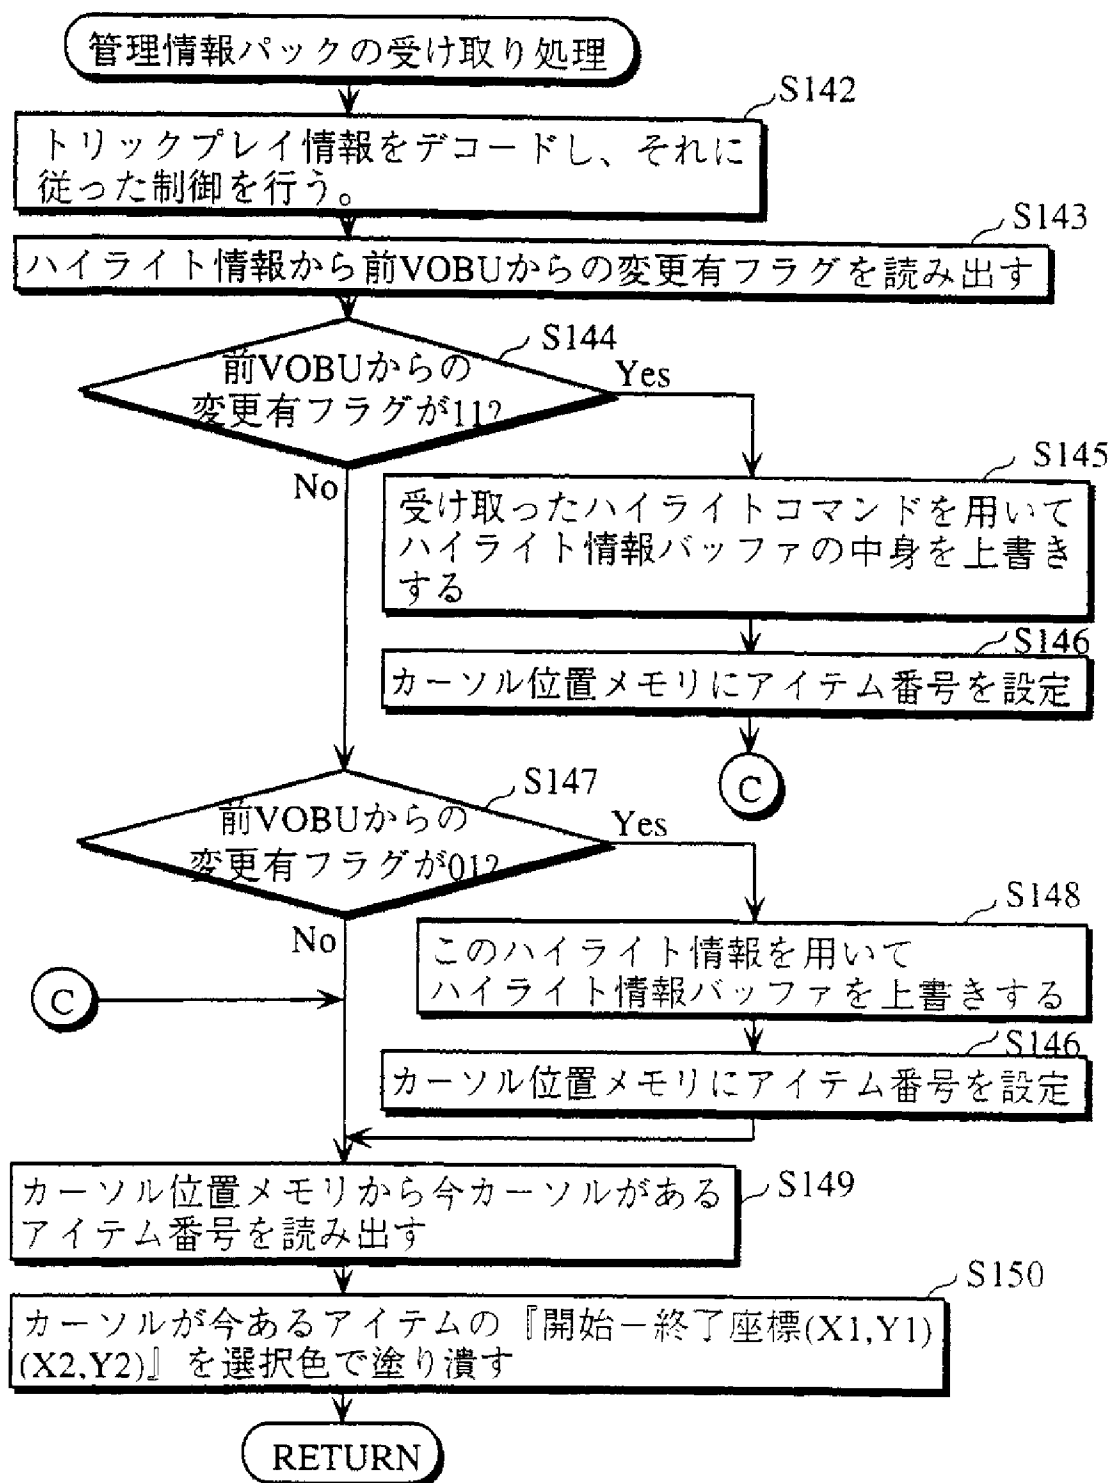 管理情報パックの受け取り処理
S142
トリックプレイ情報をデコードし、それに
従った制御を行う。
S143
ハイライト情報から前VOBUからの変更有フラグを読み出す
S144
前VOBUからの
変更有フラグが11?
Yes
No
S145
受け取ったハイライトコマンドを用いて
ハイライト情報バッファの中身を上書き
する
S146
カーソル位置メモリにアイテム番号を設定
C
S147
前VOBUからの
変更有フラグが01?
Yes
No
S148
このハイライト情報を用いて
ハイライト情報バッファを上書きする
C
S146
カーソル位置メモリにアイテム番号を設定
カーソル位置メモリから今カーソルがある
アイテム番号を読み出す
S149
S150
カーソルが今あるアイテムの『開始－終了座標(X1,Y1)
(X2,Y2)』を選択色で塗り潰す
RETURN